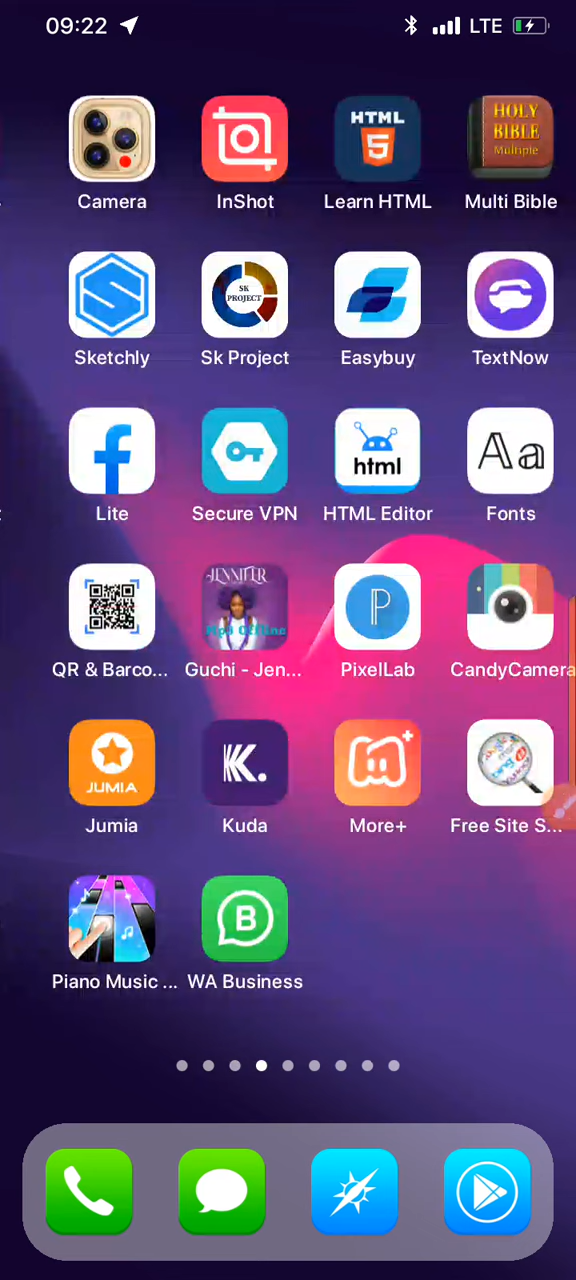 09:22 LTE
HTML
HOLY
BIBLE
Multiple
Camera InShot Learn HTML Multi Bible
SK
PROJECT
Sketchly Sk Project Easybuy TextNow
html
Aa
Lite Secure VPN HTML Editor Fonts
JENNIFER
Mp3 Offline
P
QR & Barco... Guchi - Jen... PixelLab CandyCamera
JUMIA
K.
Jumia Kuda More+ Free Site S...
B
Piano Music ... WA Business